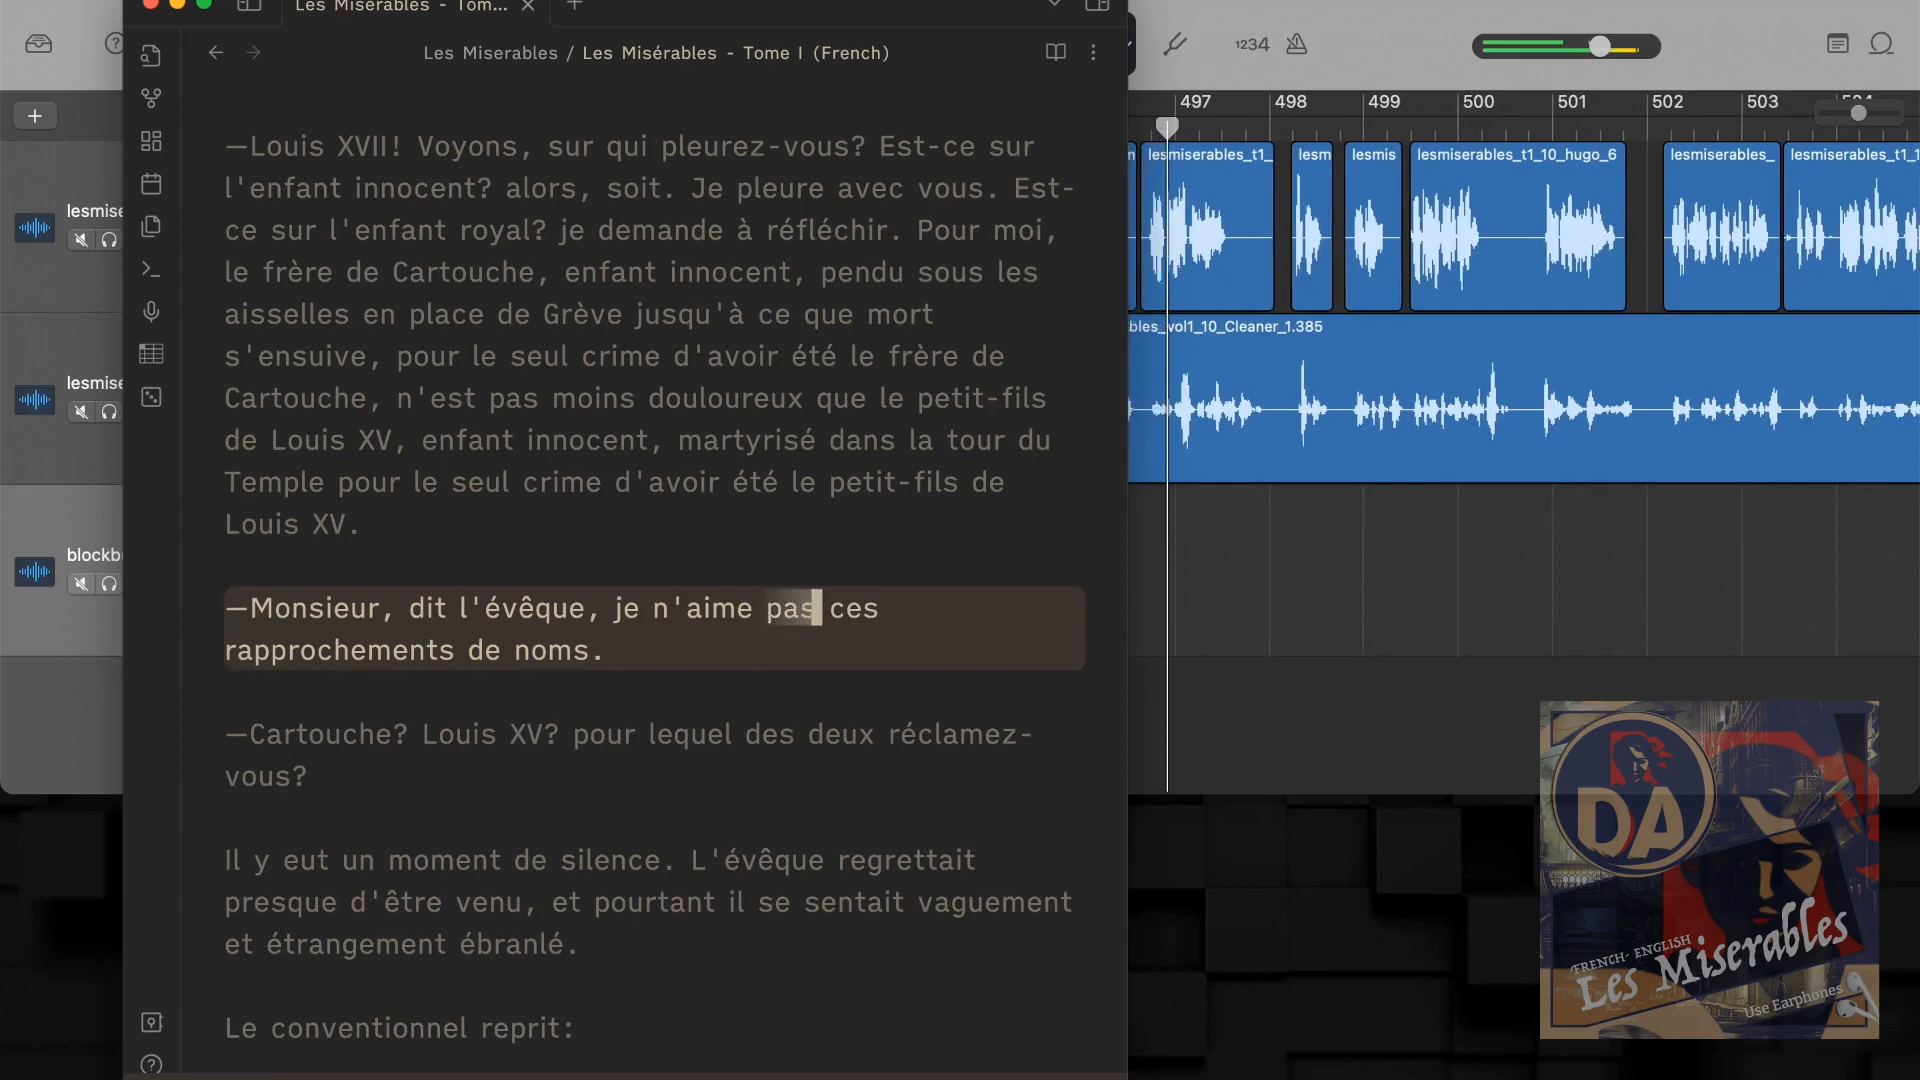 Les Miserables - Tom...
Les Miserables / Les Misérables - Tome I (French)
—Louis XVII! Voyons, sur qui pleurez-vous? Est-ce sur
l'enfant innocent? alors, soit. Je pleure avec vous. Est-
ce sur l'enfant royal? je demande à réfléchir. Pour moi,
le frère de Cartouche, enfant innocent, pendu sous les
aisselles en place de Grève jusqu'à ce que mort
s'ensuive, pour le seul crime d'avoir été le frère de
Cartouche, n'est pas moins douloureux que le petit-fils
de Louis XV, enfant innocent, martyrisé dans la tour du
Temple pour le seul crime d'avoir été le petit-fils de
Louis XV.
—Monsieur, dit l'évêque, je n'aime pas ces
rapprochements de noms.
—Cartouche? Louis XV? pour lequel des deux réclamez-
vous?
Il y eut un moment de silence. L'évêque regrettait
presque d'être venu, et pourtant il se sentait vaguement
et étrangement ébranlé.
Le conventionnel reprit:
lesmise
lesmise
blockb
1234
497 498 499 500 501 502 503
lesmiserables_t1_ lesm lesmis lesmiserables_t1_10_hugo_6 lesmiserables_ lesmiserables_t1_1
bles_vol1_10_Cleaner_1.385
DA
FRENCH-ENGLISH
Les Miserables
Use Earphones